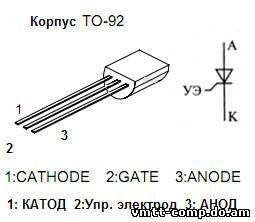 Корпус TO-92
А
УЭ
К
1
2
3
1:CATHODE 2:GATE 3:ANODE
1: КАТОД 2:Упр. электрод 3: АНОД
vmtt-comp.do.am